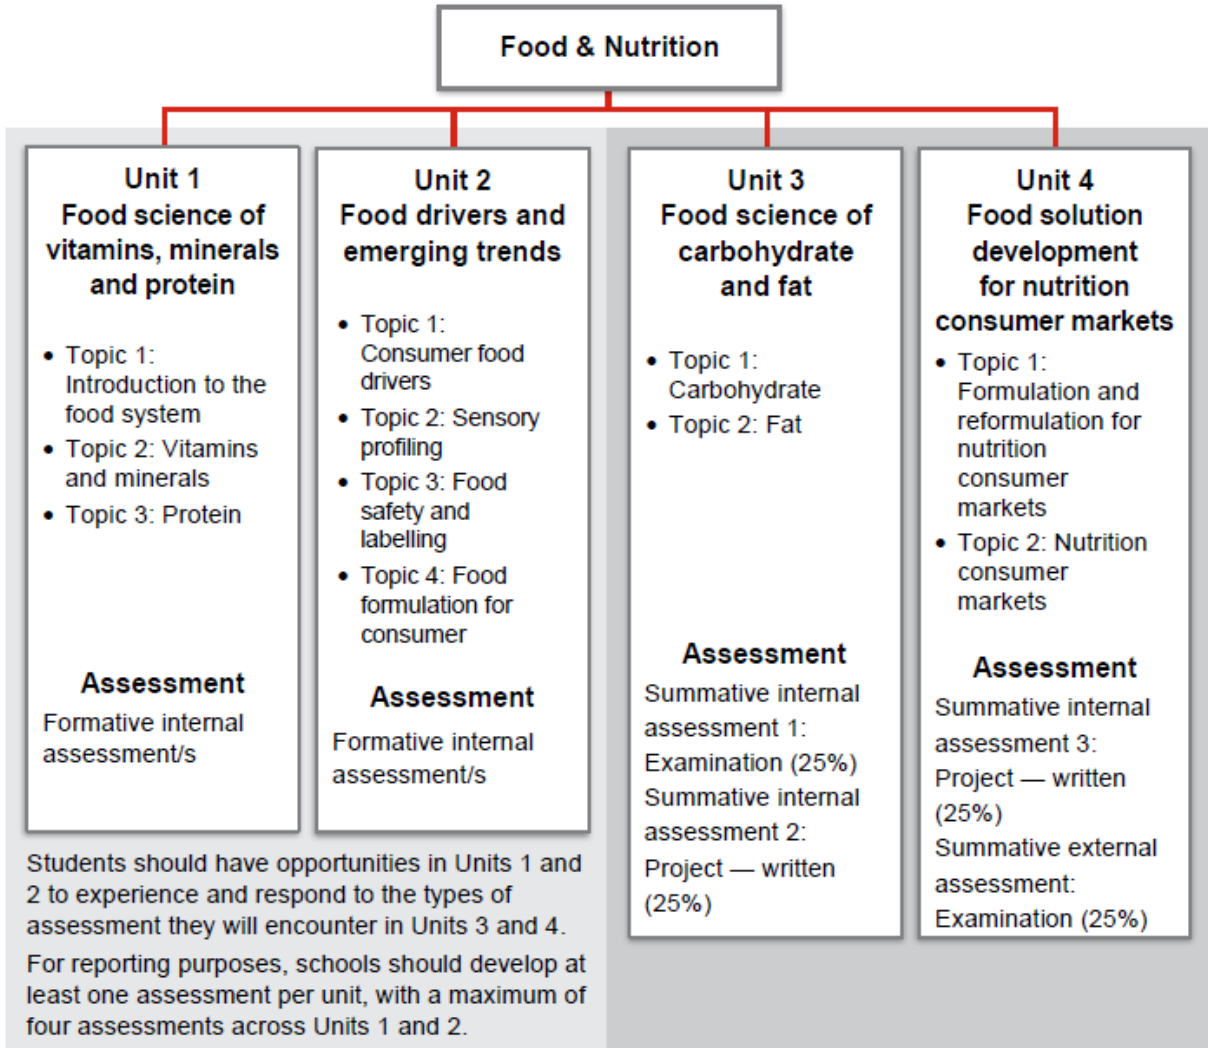 Food & Nutrition
Unit 1
Food science of
vitamins, minerals
and protein
• Topic 1:
Introduction to the
food system
• Topic 2: Vitamins
and minerals
• Topic 3: Protein
Assessment
Formative internal
assessment/s
Unit 2
Food drivers and
emerging trends
• Topic 1:
Consumer food
drivers
• Topic 2: Sensory
profiling
• Topic 3: Food
safety and
labelling
• Topic 4: Food
formulation for
consumer
Assessment
Formative internal
assessment/s
Unit 3
Food science of
carbohydrate
and fat
• Topic 1:
Carbohydrate
• Topic 2: Fat
Assessment
Summative internal
assessment 1:
Examination (25%)
Summative internal
assessment 2:
Project — written
(25%)
Unit 4
Food solution
development
for nutrition
consumer markets
• Topic 1:
Formulation and
reformulation for
nutrition
consumer
markets
• Topic 2: Nutrition
consumer
markets
Assessment
Summative internal
assessment 3:
Project — written
(25%)
Summative external
assessment:
Examination (25%)
Students should have opportunities in Units 1 and
2 to experience and respond to the types of
assessment they will encounter in Units 3 and 4.
For reporting purposes, schools should develop at
least one assessment per unit, with a maximum of
four assessments across Units 1 and 2.